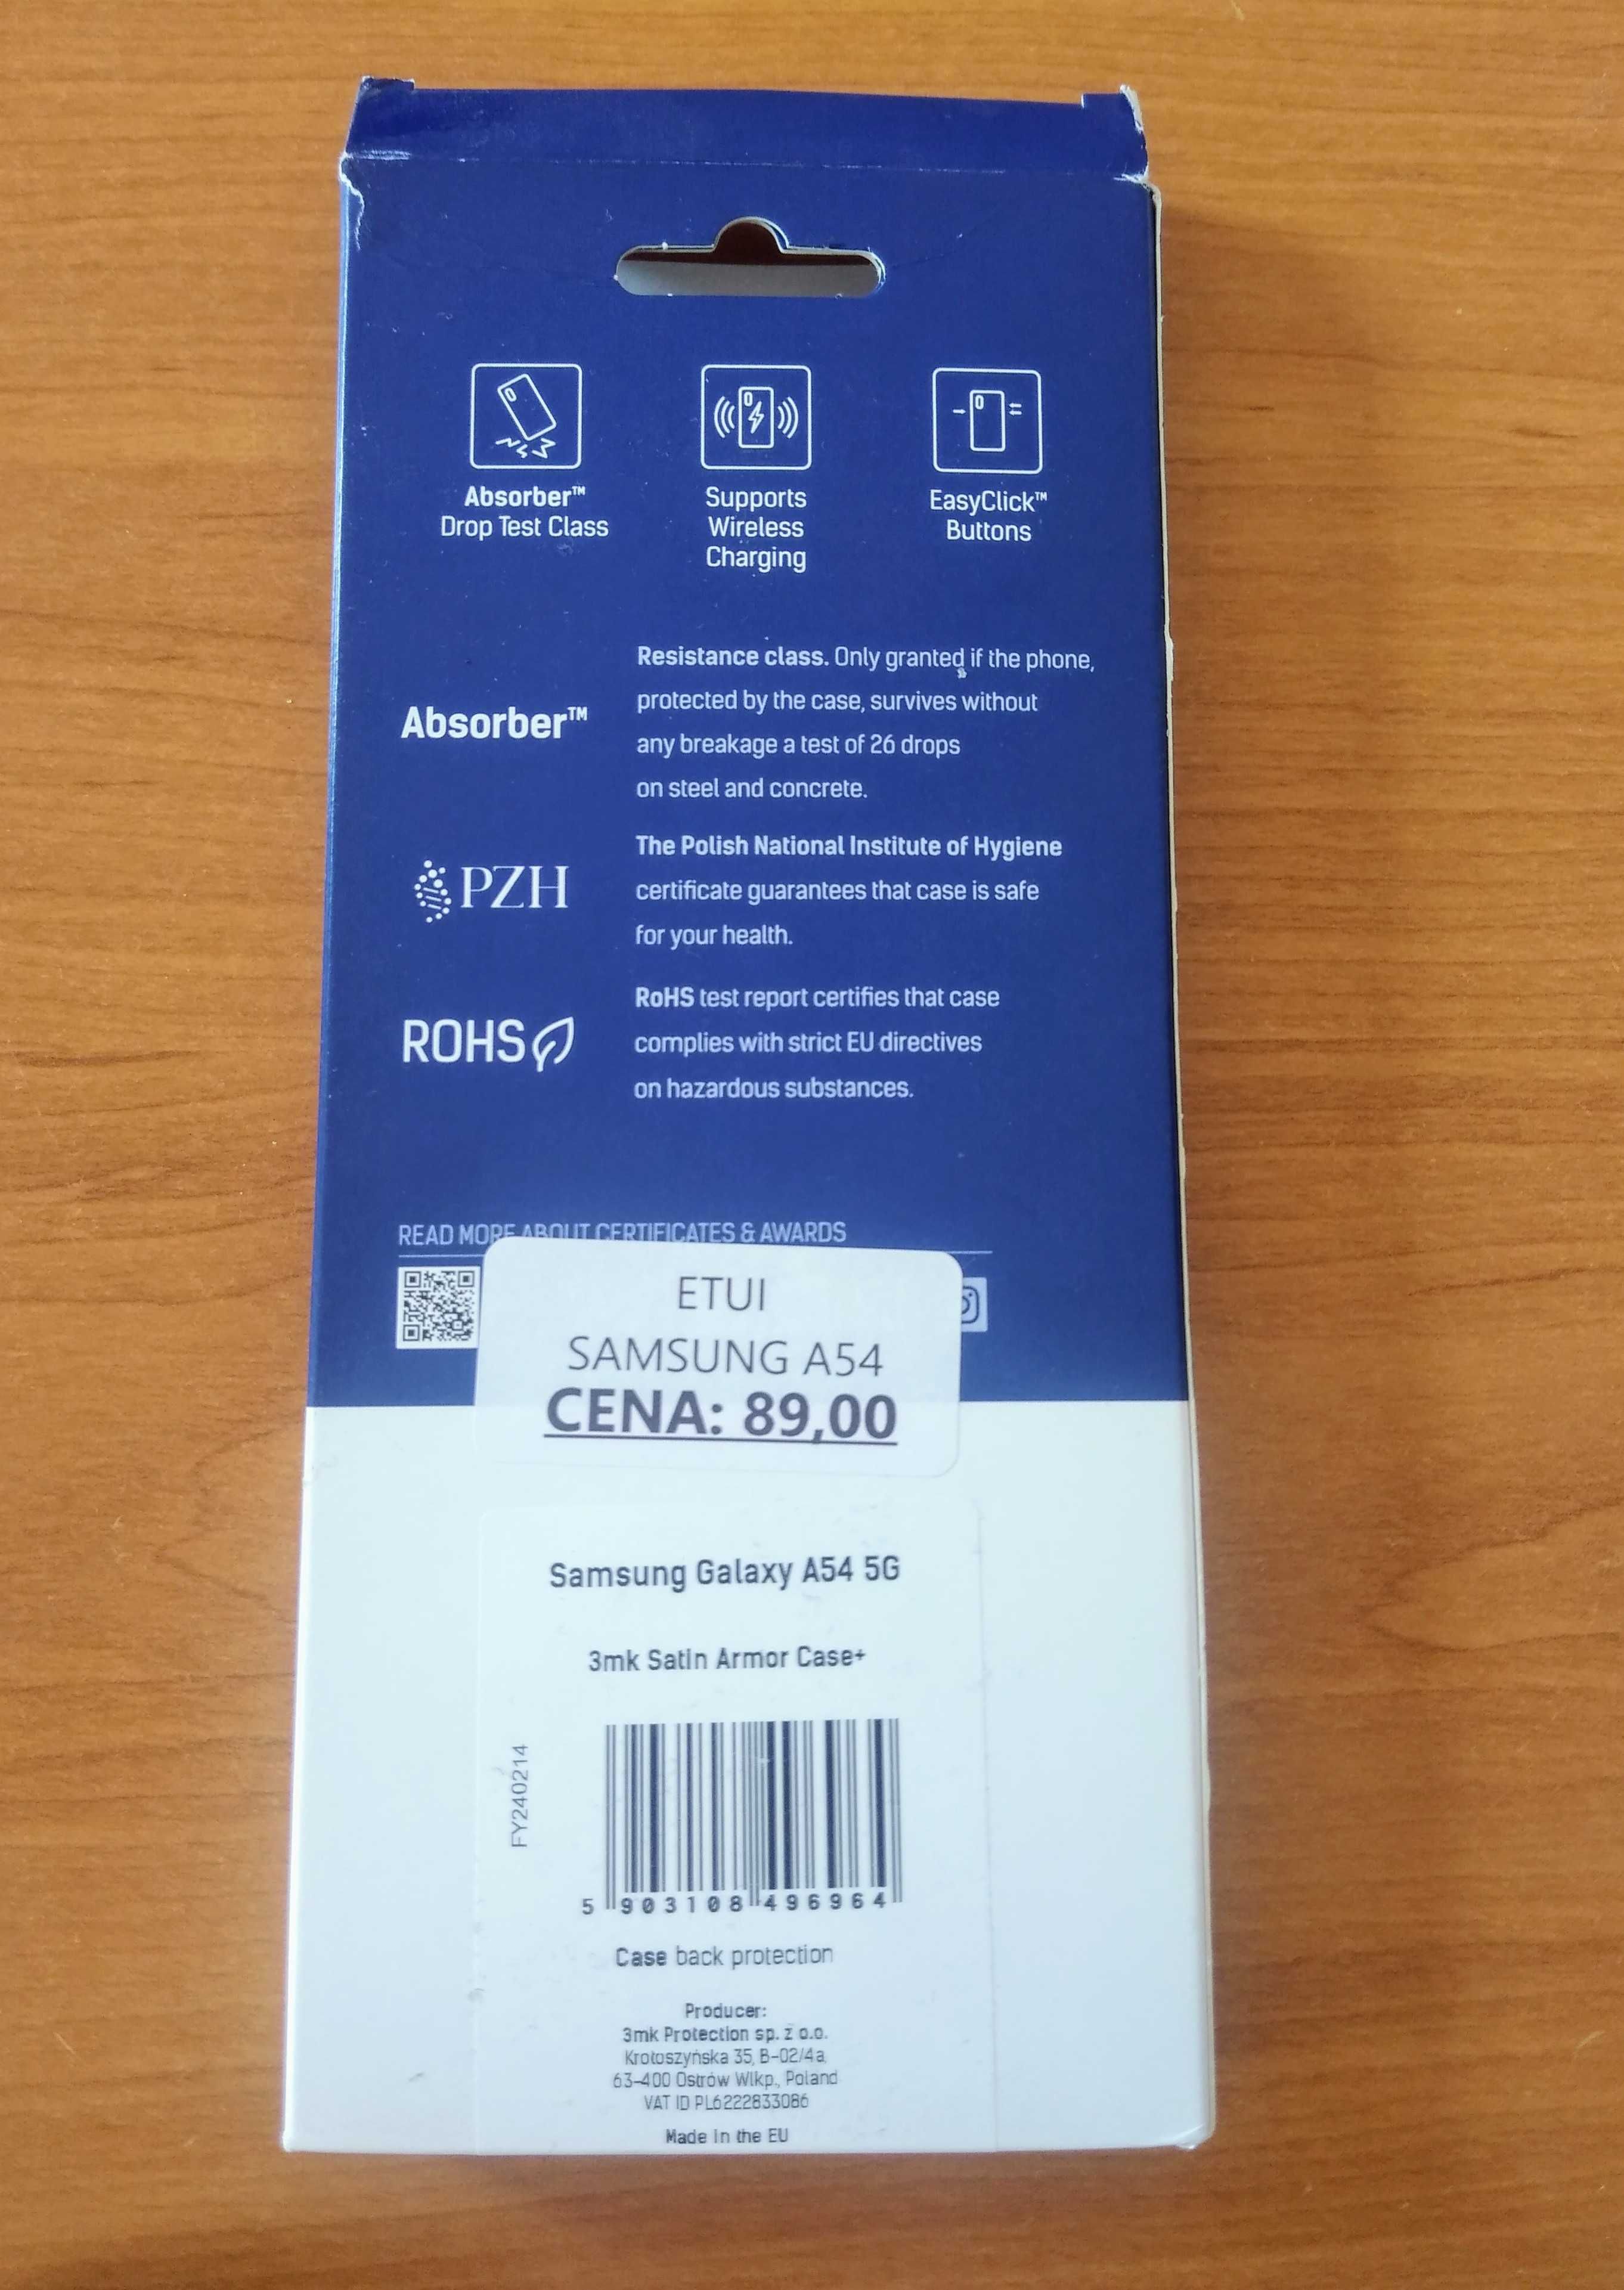 Absorber™
Drop Test Class
Supports
Wireless
Charging
EasyClick™
Buttons
Absorber™
Resistance class. Only granted if the phone,
protected by the case, survives without
any breakage a test of 26 drops
on steel and concrete.
PZH
The Polish National Institute of Hygiene
certificate guarantees that case is safe
for your health.
ROHS
RoHS test report certifies that case
complies with strict EU directives
on hazardous substances.
READ MORE ABOUT CERTIFICATES & AWARDS
ETUI
SAMSUNG A54
CENA: 89,00
Samsung Galaxy A54 5G
3mk Satin Armor Case+
FY240214
5 903108 496964
Case back protection
Producer:
3mk Protection sp. z o.o.
Krotoszyńska 35, B-02/4a
63-400 Ostrów Wlkp., Poland
VAT ID PL6222833086
Made in the EU